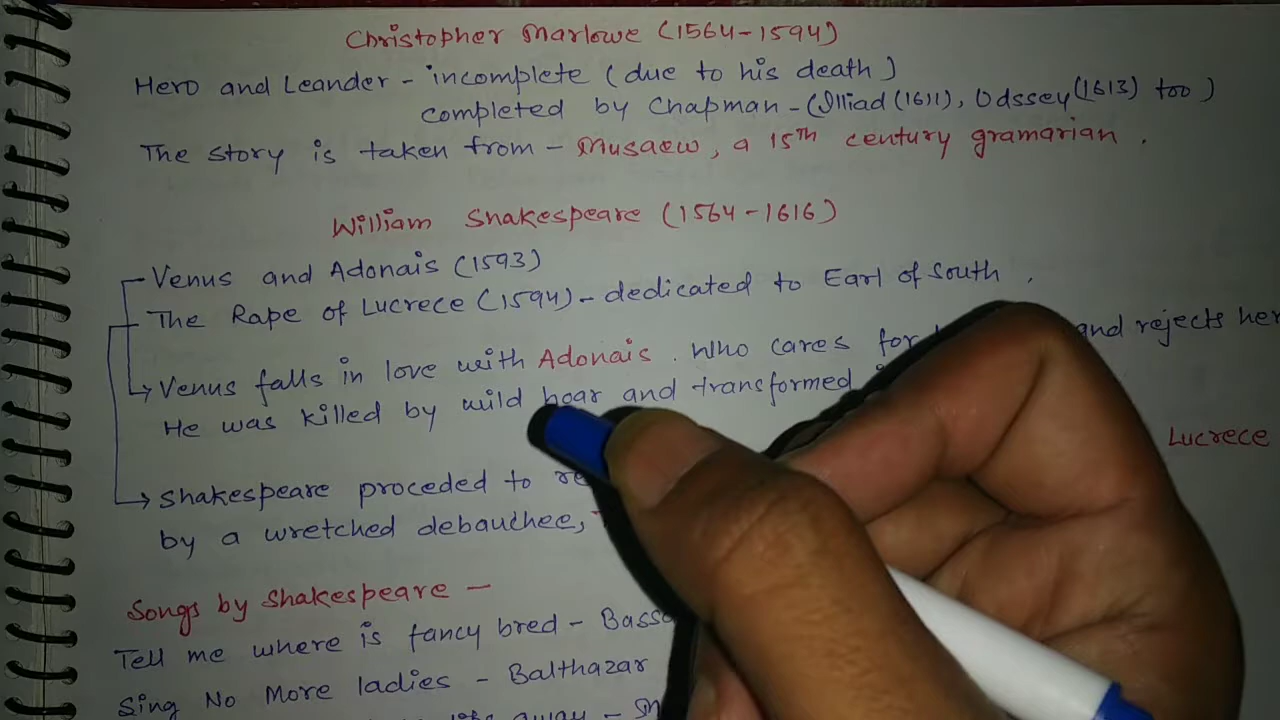 Christopher Marlowe (1564-1594)
Hero and Leander - incomplete (due to his death)
completed by Chapman - (Illiad (1611), Odssey (1613) too)
The story is taken from - Musaew, a 15th century gramarian.
William Shakespeare (1564-1616)
Venus and Adonais (1593)
The Rape of Lucrece (1594) - dedicated to Earl of South.
Venus falls in love with Adonais. Who cares for and rejects her
He was killed by wild boar and transformed
Lucrece
Shakespeare proceded to
by a wretched debauchee,
Songs by Shakespeare -
Tell me where is fancy bred -
Sing No More ladies - Balthazar
away -